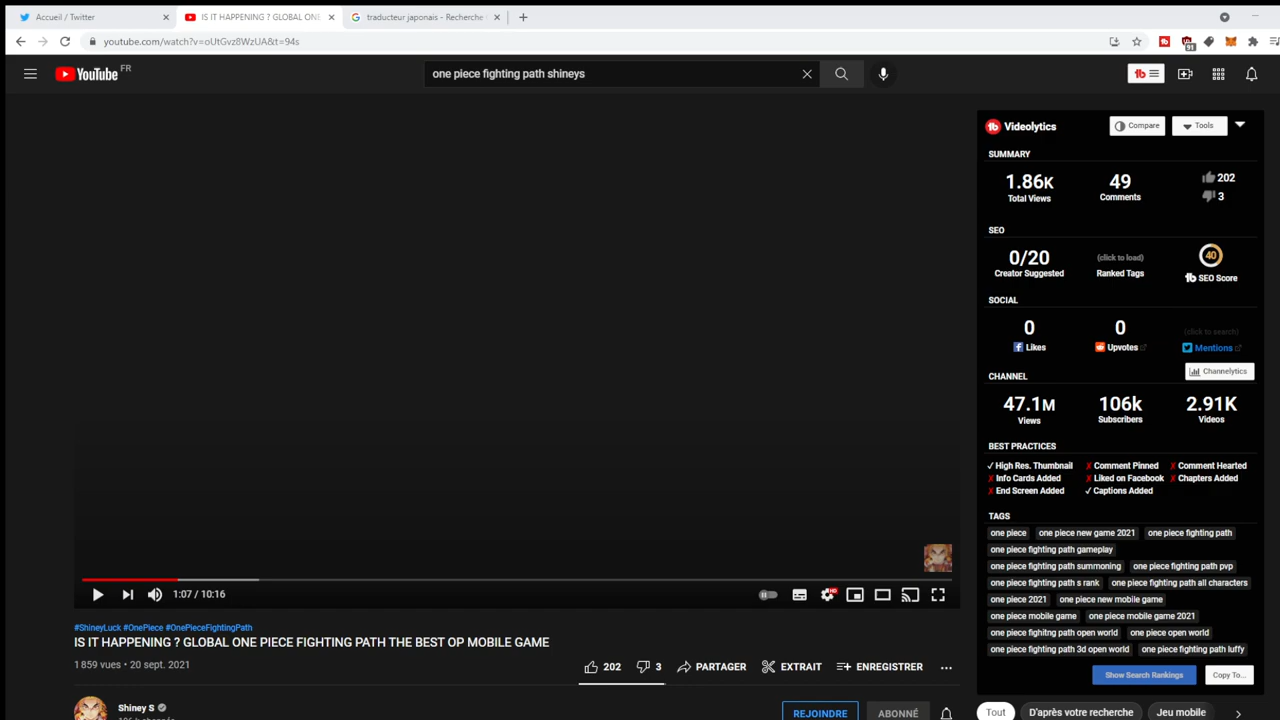 Accueil / Twitter
IS IT HAPPENING ? GLOBAL ONE
traducteur japonais - Recherche
youtube.com/watch?v=oUtGvz8WzUA&t=94s
91
YouTube FR
one piece fighting path shineys
tb
tb Videolytics
Compare
Tools
SUMMARY
1.86K
Total Views
49
Comments
202
3
SEO
0/20
Creator Suggested
(click to load)
Ranked Tags
40
tb SEO Score
SOCIAL
0
Likes
0
Upvotes
(click to search)
Mentions
Channelytics
CHANNEL
47.1M
Views
106k
Subscribers
2.91K
Videos
BEST PRACTICES
✓ High Res. Thumbnail ✗ Comment Pinned ✗ Comment Hearted
✗ Info Cards Added ✗ Liked on Facebook ✗ Chapters Added
✗ End Screen Added ✓ Captions Added
TAGS
one piece one piece new game 2021 one piece fighting path
one piece fighting path gameplay
one piece fighting path summoning one piece fighting path pvp
one piece fighting path s rank one piece fighting path all characters
one piece 2021 one piece new mobile game
one piece mobile game one piece mobile game 2021
one piece fighitng path open world one piece open world
one piece fighting path 3d open world one piece fighting path luffy
Show Search Rankings
Copy To...
1:07 / 10:16
HD
#ShineyLuck #OnePiece #OnePieceFightingPath
IS IT HAPPENING ? GLOBAL ONE PIECE FIGHTING PATH THE BEST OP MOBILE GAME
1 859 vues • 20 sept. 2021
202
3
PARTAGER
EXTRAIT
ENREGISTRER
Shiney S
REJOINDRE
ABONNÉ
Tout
D'après votre recherche
Jeu mobile